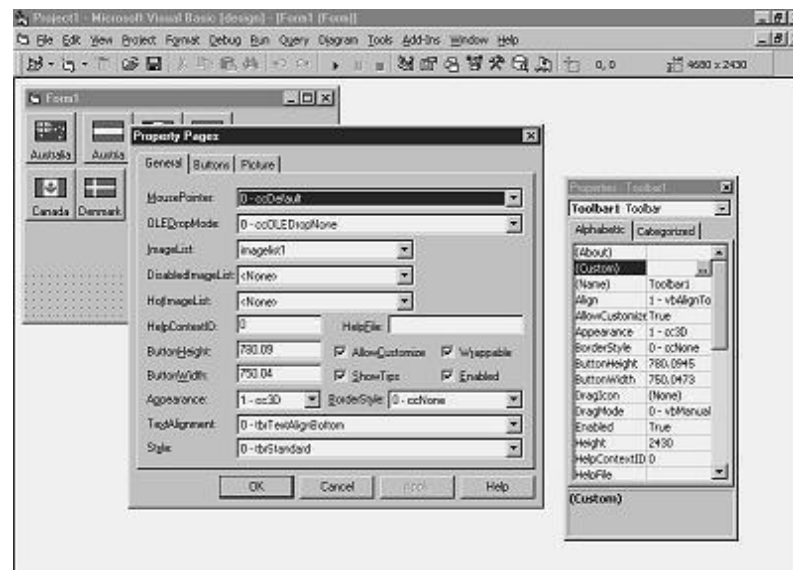 Project1 - Microsoft Visual Basic [design] - [Form1 (Form)]
File Edit View Project Format Debug Run Query Diagram Tools Add-Ins Window Help
0, 0 4680 x 2430
Form1
Australia Austria
Canada Denmark
Property Pages
General Buttons Picture
MousePointer: 0 - ccDefault
OLEDropMode: 0 - ccOLEDropNone
ImageList: imagelist1
DisabledImageList: <None>
HotImageList: <None>
HelpContextID: 0 HelpFile:
ButtonHeight: 780.09 AllowCustomize Wrappable
ButtonWidth: 750.04 ShowTips Enabled
Appearance: 1 - cc3D BorderStyle: 0 - ccNone
TextAlignment: 0 - tbrTextAlignBottom
Style: 0 - tbrStandard
OK Cancel Apply Help
Properties - Toolbar1
Toolbar1 Toolbar
Alphabetic Categorized
(About)
(Custom) ...
(Name) Toolbar1
Align 1 - vbAlignTo
AllowCustomize True
Appearance 1 - cc3D
BorderStyle 0 - ccNone
ButtonHeight 780.0945
ButtonWidth 750.0473
DragIcon (None)
DragMode 0 - vbManual
Enabled True
Height 2430
HelpContextID 0
HelpFile
(Custom)